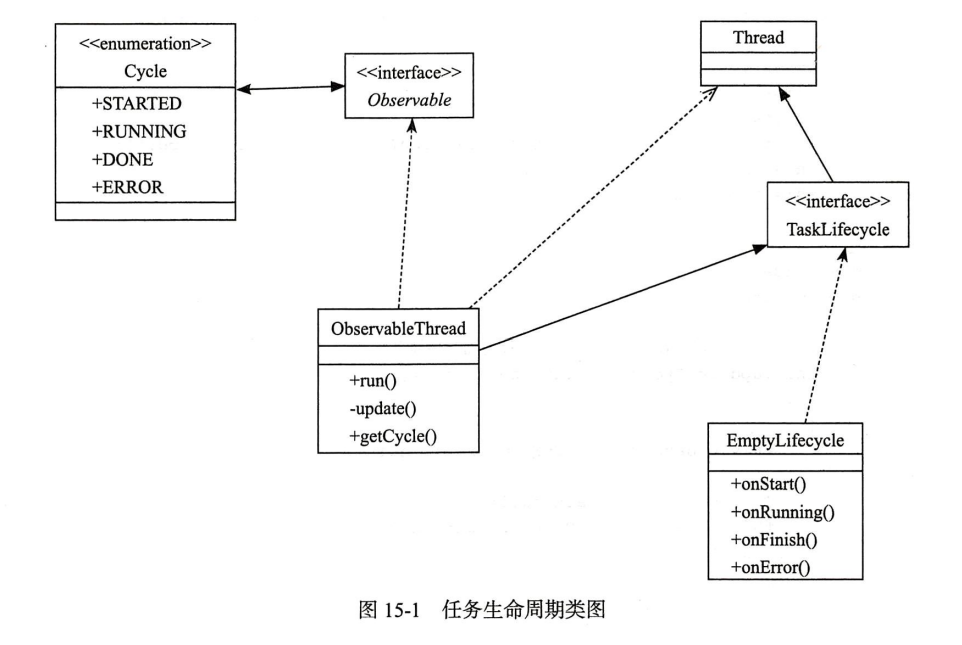 <<enumeration>>
Cycle
+STARTED
+RUNNING
+DONE
+ERROR
<<interface>>
Observable
Thread
<<interface>>
TaskLifecycle
ObservableThread
+run()
-update()
+getCycle()
EmptyLifecycle
+onStart()
+onRunning()
+onFinish()
+onError()
图 15-1 任务生命周期类图